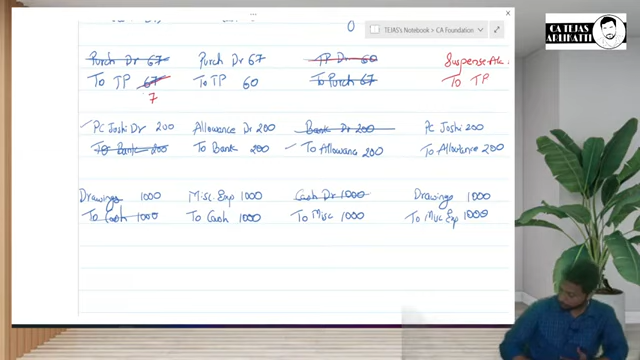 CA TEJAS
TEJAS's Notebook/CA Foundation
Purch Dr 67 Purch Dr 67 TP Dr 60 Suspense A/c
To TP 67 To TP 60 To Purch 67 To TP
7
PC Joshi Dr 200 Allowance Dr 200 Bank Dr 200 PC Joshi 200
To Bank 200 To Bank 200 To Allowance 200 To Allowance 200
Drawings 1000 Misc Exp 1000 Cash Dr 1000 Drawings 1000
To Cash 1000 To Cash 1000 To Misc 1000 To Misc Exp 1000